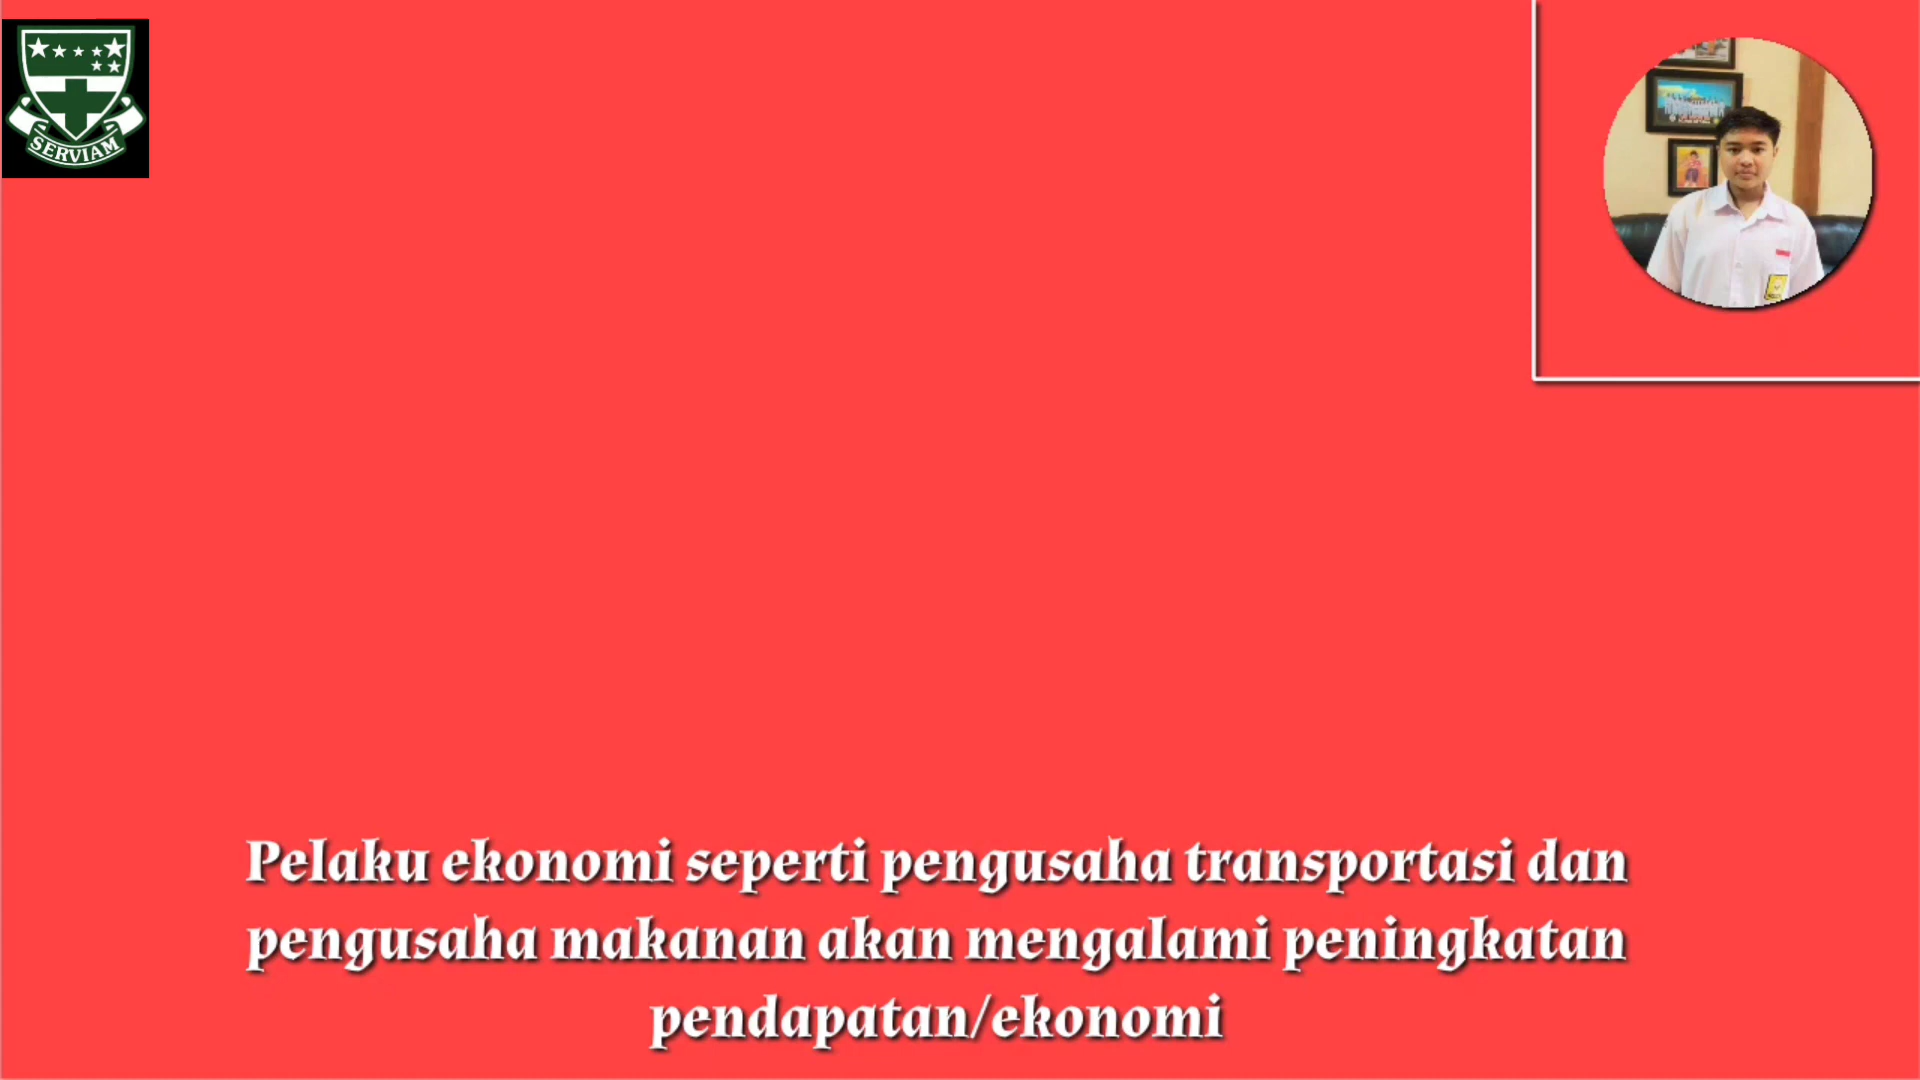 SERVIAM
Pelaku ekonomi seperti pengusaha transportasi dan
pengusaha makanan akan mengalami peningkatan
pendapatan/ekonomi